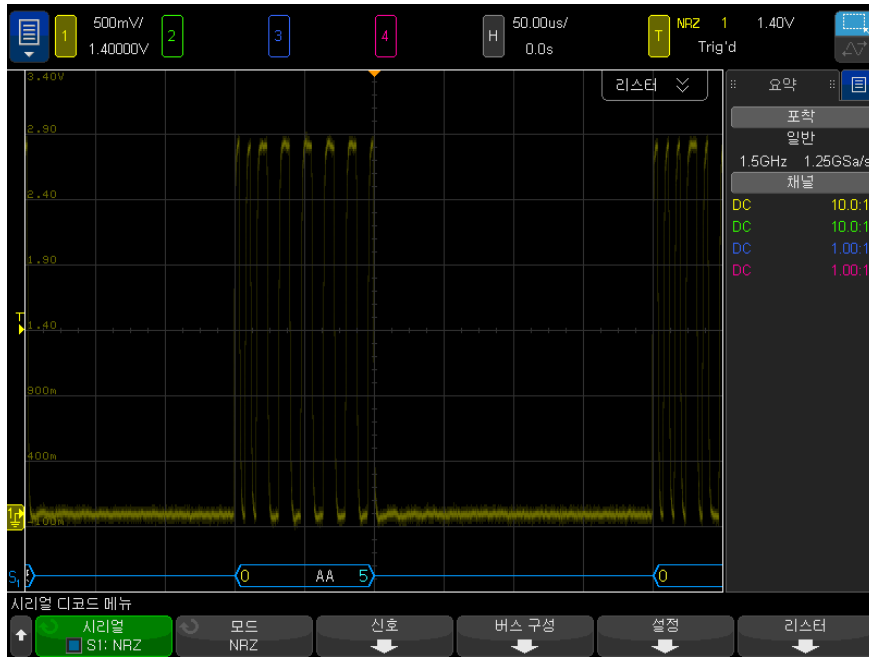 1 500mV/ 2 3 4 H 50.00us/ T NRZ 1 1.40V
1.40000V 0.0s Trig'd
3.40V
2.90
2.40
1.90
T
1.40
900m
400m
-100m
리스터
요약
포착
일반
1.5GHz 1.25GSa/s
채널
DC 10.0:1
DC 10.0:1
DC 1.00:1
DC 1.00:1
S1 0 AA 5 0
시리얼 디코드 메뉴
시리얼 모드 신호 버스 구성 설정 리스터
S1: NRZ NRZ